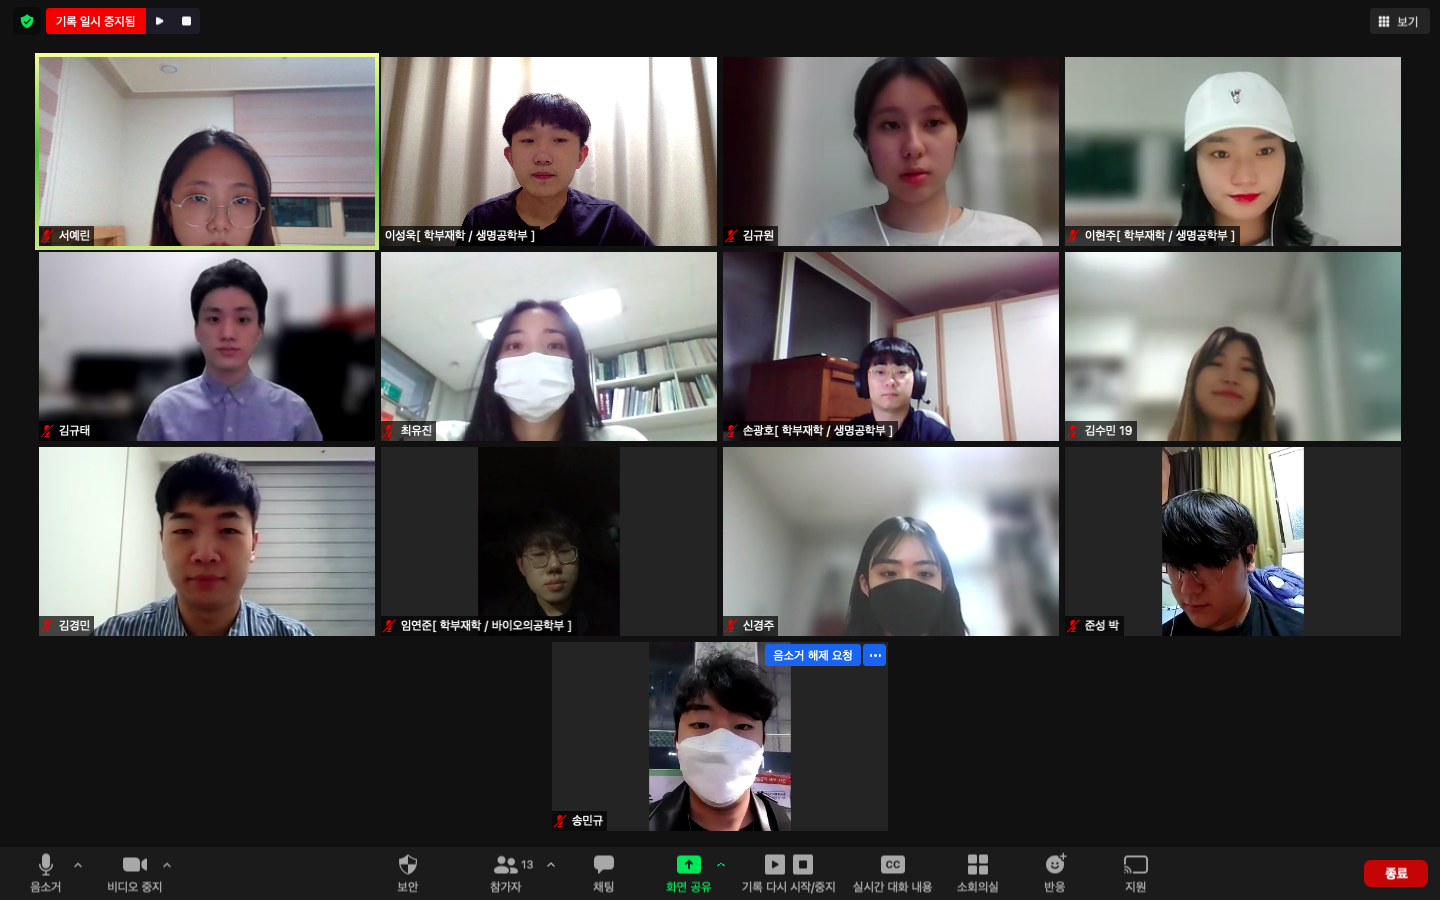 기록 일시 중지됨
보기
서예린
이성욱[ 학부재학 / 생명공학부 ]
김규원
이현주[ 학부재학 / 생명공학부 ]
김규태
최유진
손광호[ 학부재학 / 생명공학부 ]
김수민 19
김경민
임연준[ 학부재학 / 바이오의공학부 ]
신경주
준성 박
음소거 해제 요청
송민규
음소거
비디오 중지
보안
13
참가자
채팅
화면 공유
기록 다시 시작/중지
CC
실시간 대화 내용
소회의실
반응
지원
종료